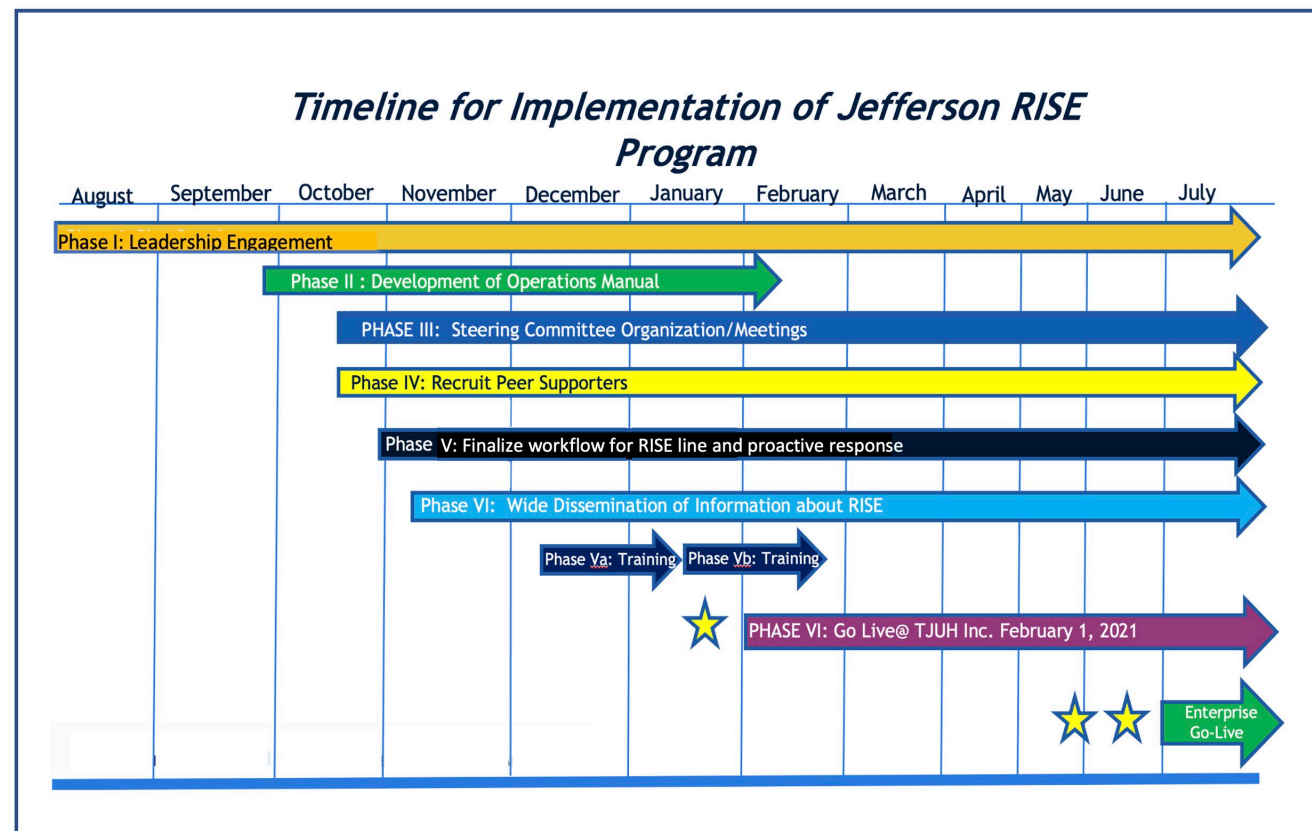 Timeline for Implementation of Jefferson RISE
Program
August September October November December January February March April May June July
Phase I: Leadership Engagement
Phase II : Development of Operations Manual
PHASE III: Steering Committee Organization/Meetings
Phase IV: Recruit Peer Supporters
Phase V: Finalize workflow for RISE line and proactive response
Phase VI: Wide Dissemination of Information about RISE
Phase Va: Training Phase Vb: Training
PHASE VI: Go Live@ TJUH Inc. February 1, 2021
Enterprise
Go-Live